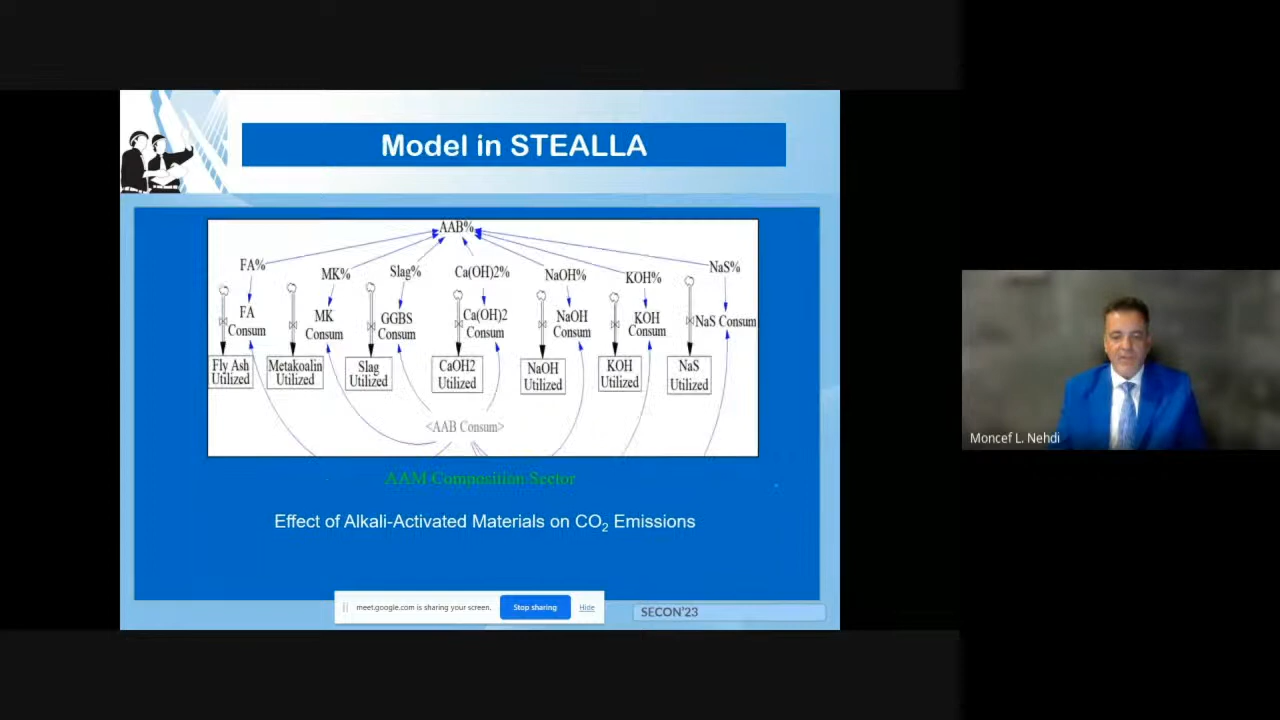 Model in STEALLA
AAB%
FA%
MK%
Slag%
Ca(OH)2%
NaOH%
KOH%
NaS%
FA
Consum
MK
Consum
GGBS
Consum
Ca(OH)2
Consum
NaOH
Consum
KOH
Consum
NaS Consum
Fly Ash
Utilized
Metakoalin
Utilized
Slag
Utilized
CaOH2
Utilized
NaOH
Utilized
KOH
Utilized
NaS
Utilized
<AAB Consum>
AAM Composition Sector
Effect of Alkali-Activated Materials on CO₂ Emissions
meet.google.com is sharing your screen.
Stop sharing
Hide
SECON'23
Moncef L. Nehdi